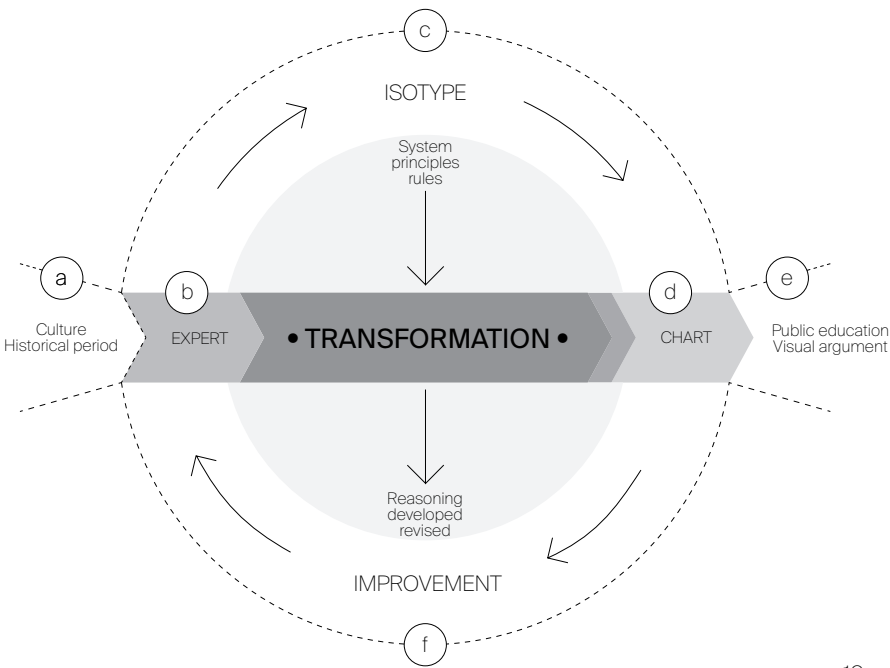 c
ISOTYPE
System
principles
rules
a
Culture
Historical period
b
EXPERT
• TRANSFORMATION •
d
CHART
e
Public education
Visual argument
Reasoning
developed
revised
IMPROVEMENT
f